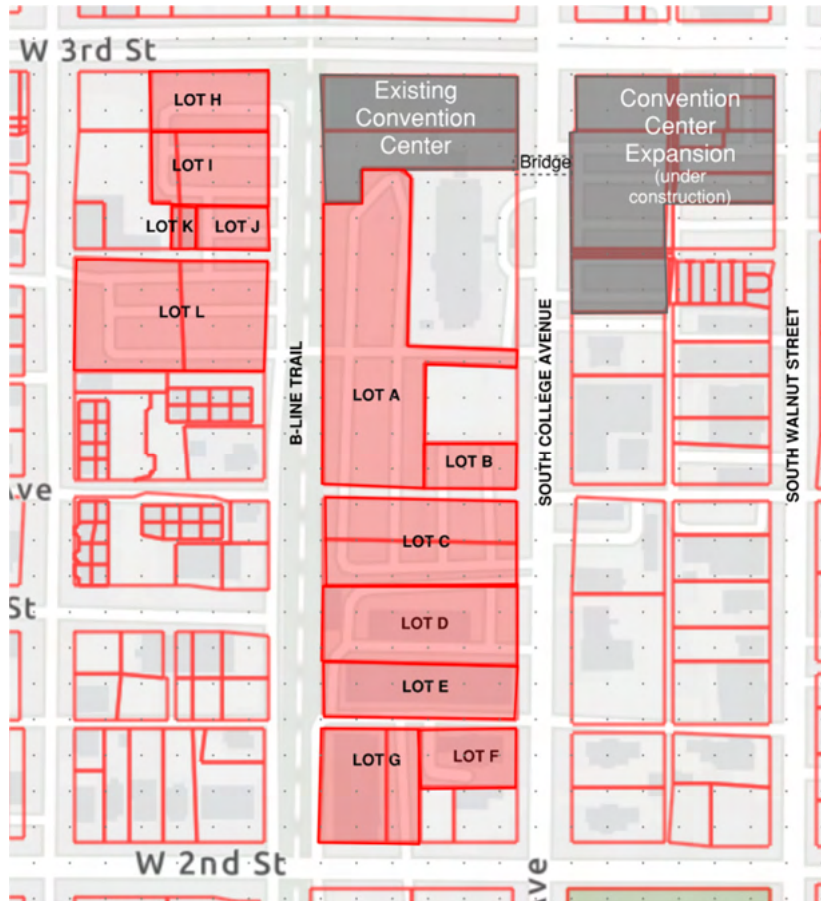 W 3rd St
LOT H
Existing
Convention
Center
Convention
Center
Expansion
(under
construction)
Bridge
LOT I
LOT K
LOT J
LOT L
B-LINE TRAIL
LOT A
SOUTH COLLEGE AVENUE
SOUTH WALNUT STREET
LOT B
Ave
LOT C
St
LOT D
LOT E
LOT G
LOT F
W 2nd St
Ave